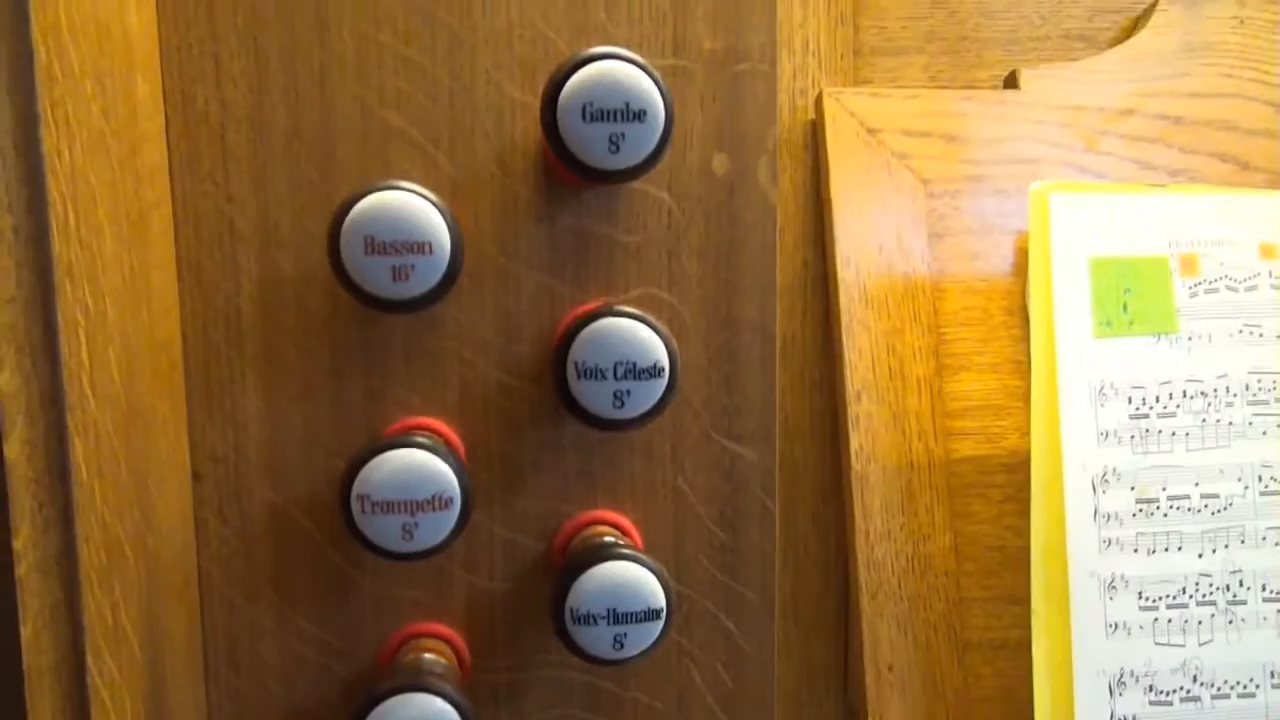 Gambe
8'
Basson
16'
Voix Céleste
8'
Trompette
8'
Voix-Humaine
8'